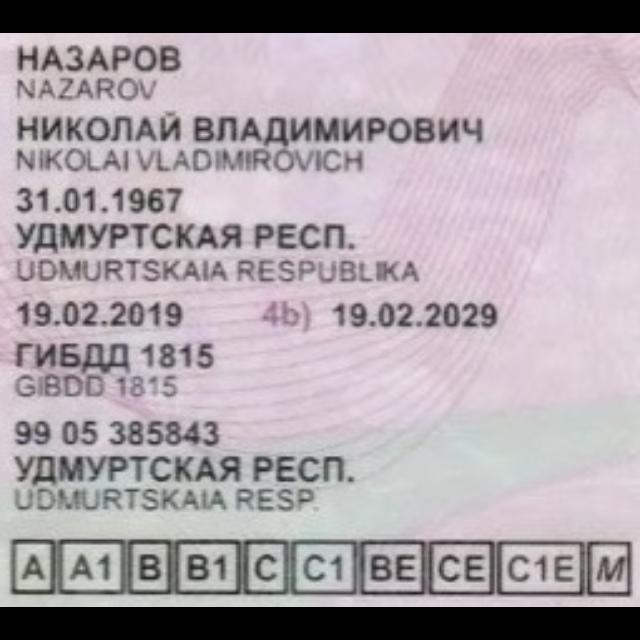 НАЗАРОВ
NAZAROV
НИКОЛАЙ ВЛАДИМИРОВИЧ
NIKOLAI VLADIMIROVICH
31.01.1967
УДМУРТСКАЯ РЕСП.
UDMURTSKAIA RESPUBLIKA
19.02.2019 4b) 19.02.2029
ГИБДД 1815
GIBDD 1815
99 05 385843
УДМУРТСКАЯ РЕСП.
UDMURTSKAIA RESP.
A A1 B B1 C C1 BE CE C1E M